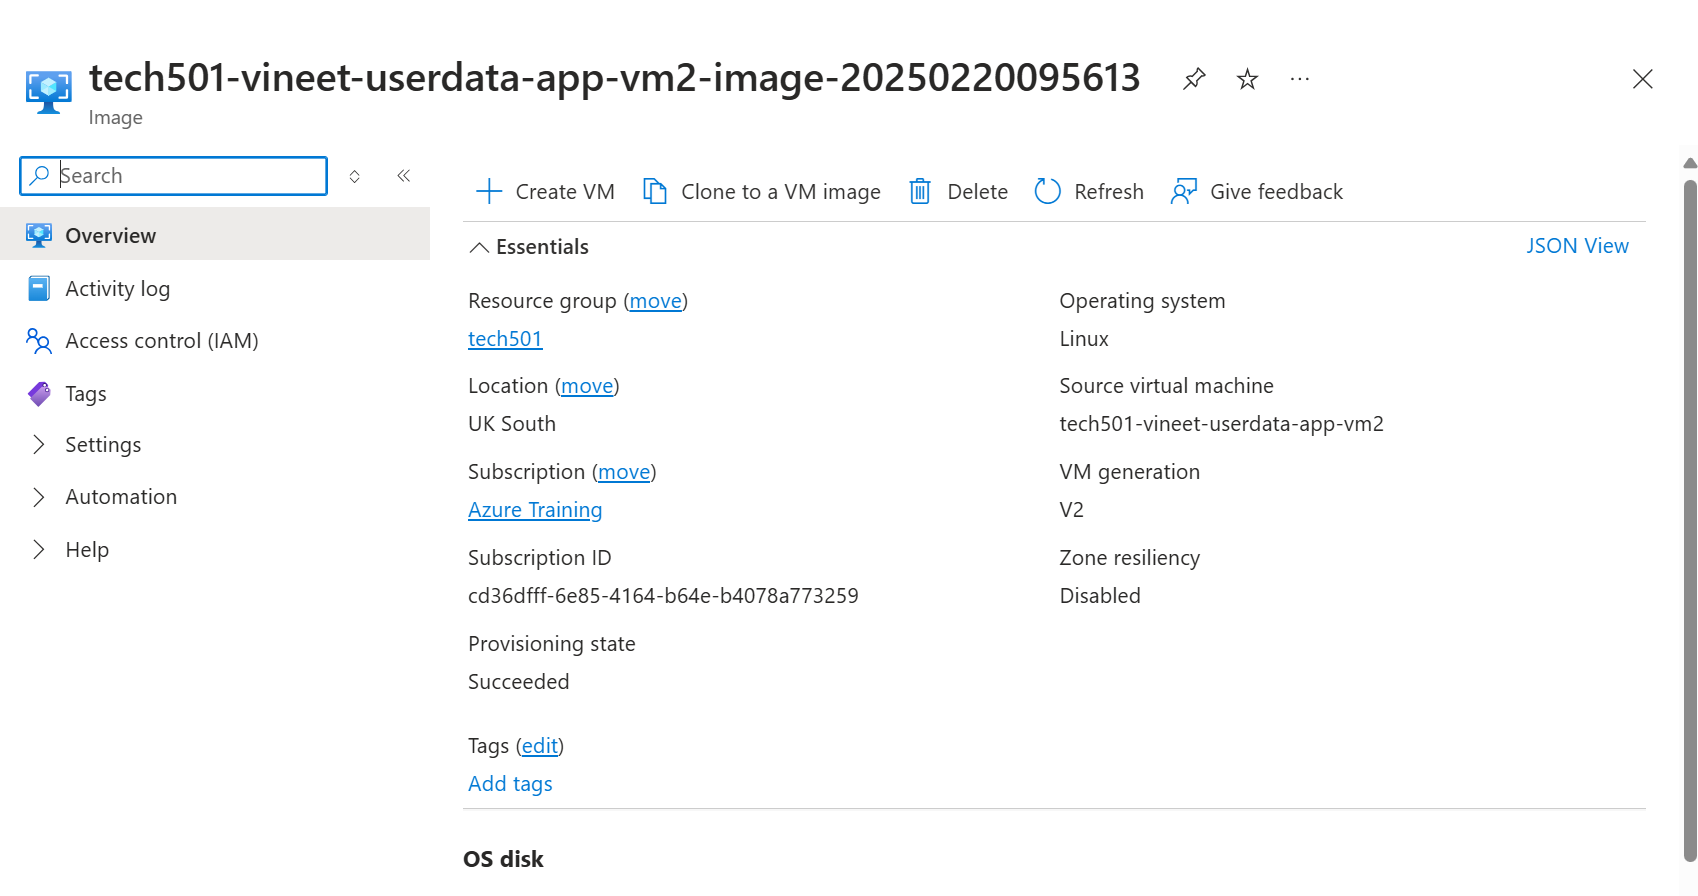 tech501-vineet-userdata-app-vm2-image-20250220095613
Image
Search
Overview
Activity log
Access control (IAM)
Tags
Settings
Automation
Help
Create VM
Clone to a VM image
Delete
Refresh
Give feedback
Essentials
JSON View
Resource group (move)
tech501
Location (move)
UK South
Subscription (move)
Azure Training
Subscription ID
cd36dfff-6e85-4164-b64e-b4078a773259
Provisioning state
Succeeded
Operating system
Linux
Source virtual machine
tech501-vineet-userdata-app-vm2
VM generation
V2
Zone resiliency
Disabled
Tags (edit)
Add tags
OS disk